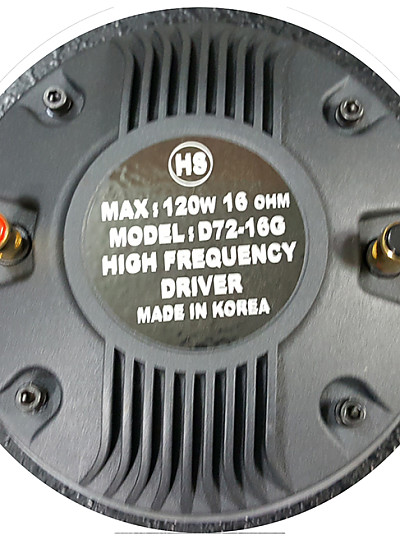 HS
MAX : 120W 16 OHM
MODEL : D72-16G
HIGH FREQUENCY
DRIVER
MADE IN KOREA